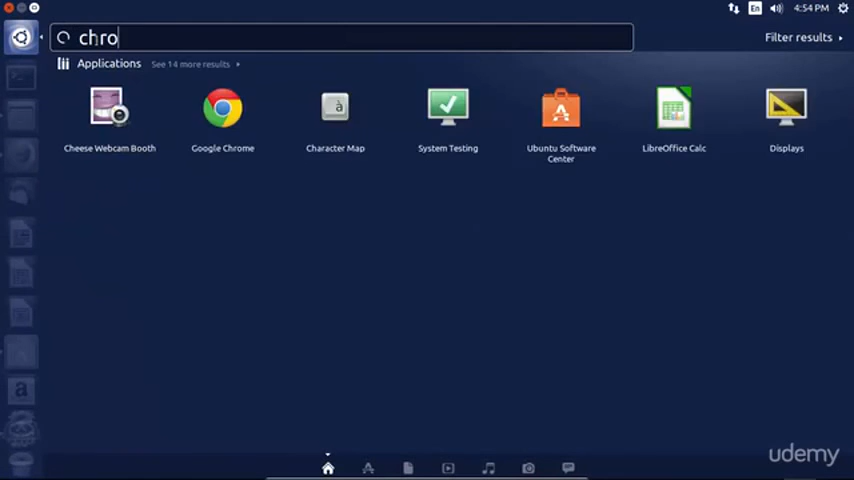 En 4:54 PM
chro
Filter results
Applications See 14 more results
Cheese Webcam Booth
Google Chrome
Character Map
System Testing
Ubuntu Software
Center
LibreOffice Calc
Displays
udemy